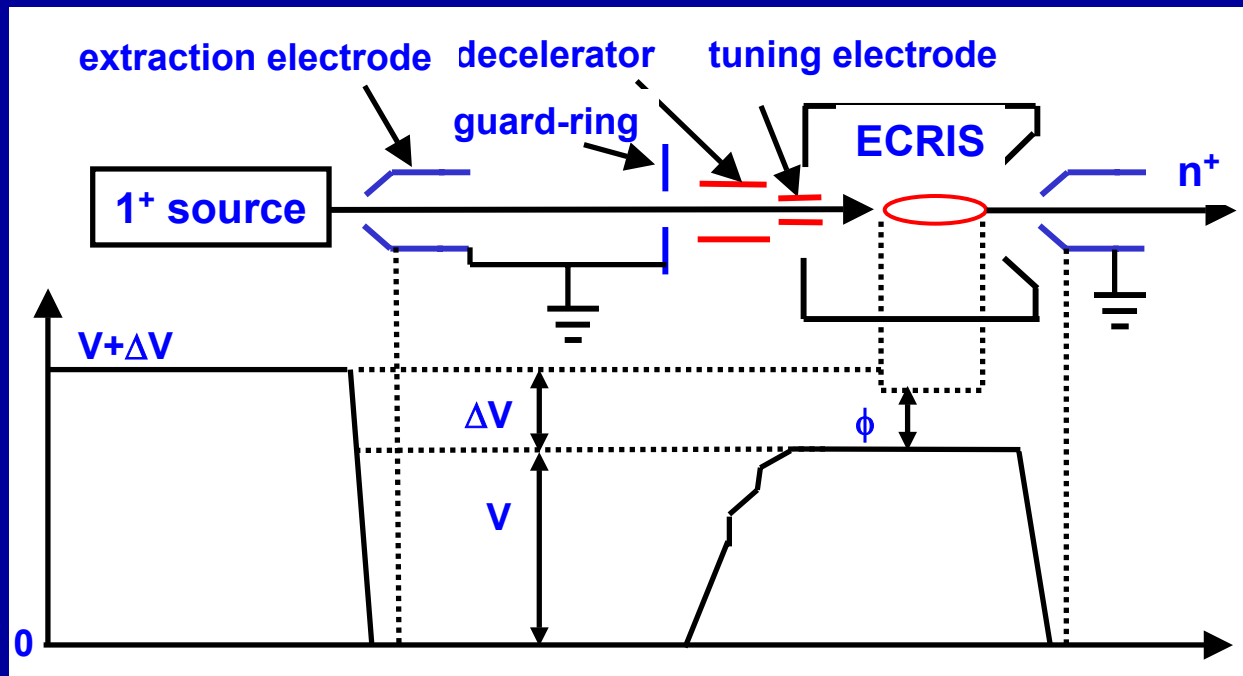 extraction electrode
decelerator
tuning electrode
guard-ring
ECRIS
1⁺ source
n⁺
V+ΔV
ΔV
ϕ
V
0